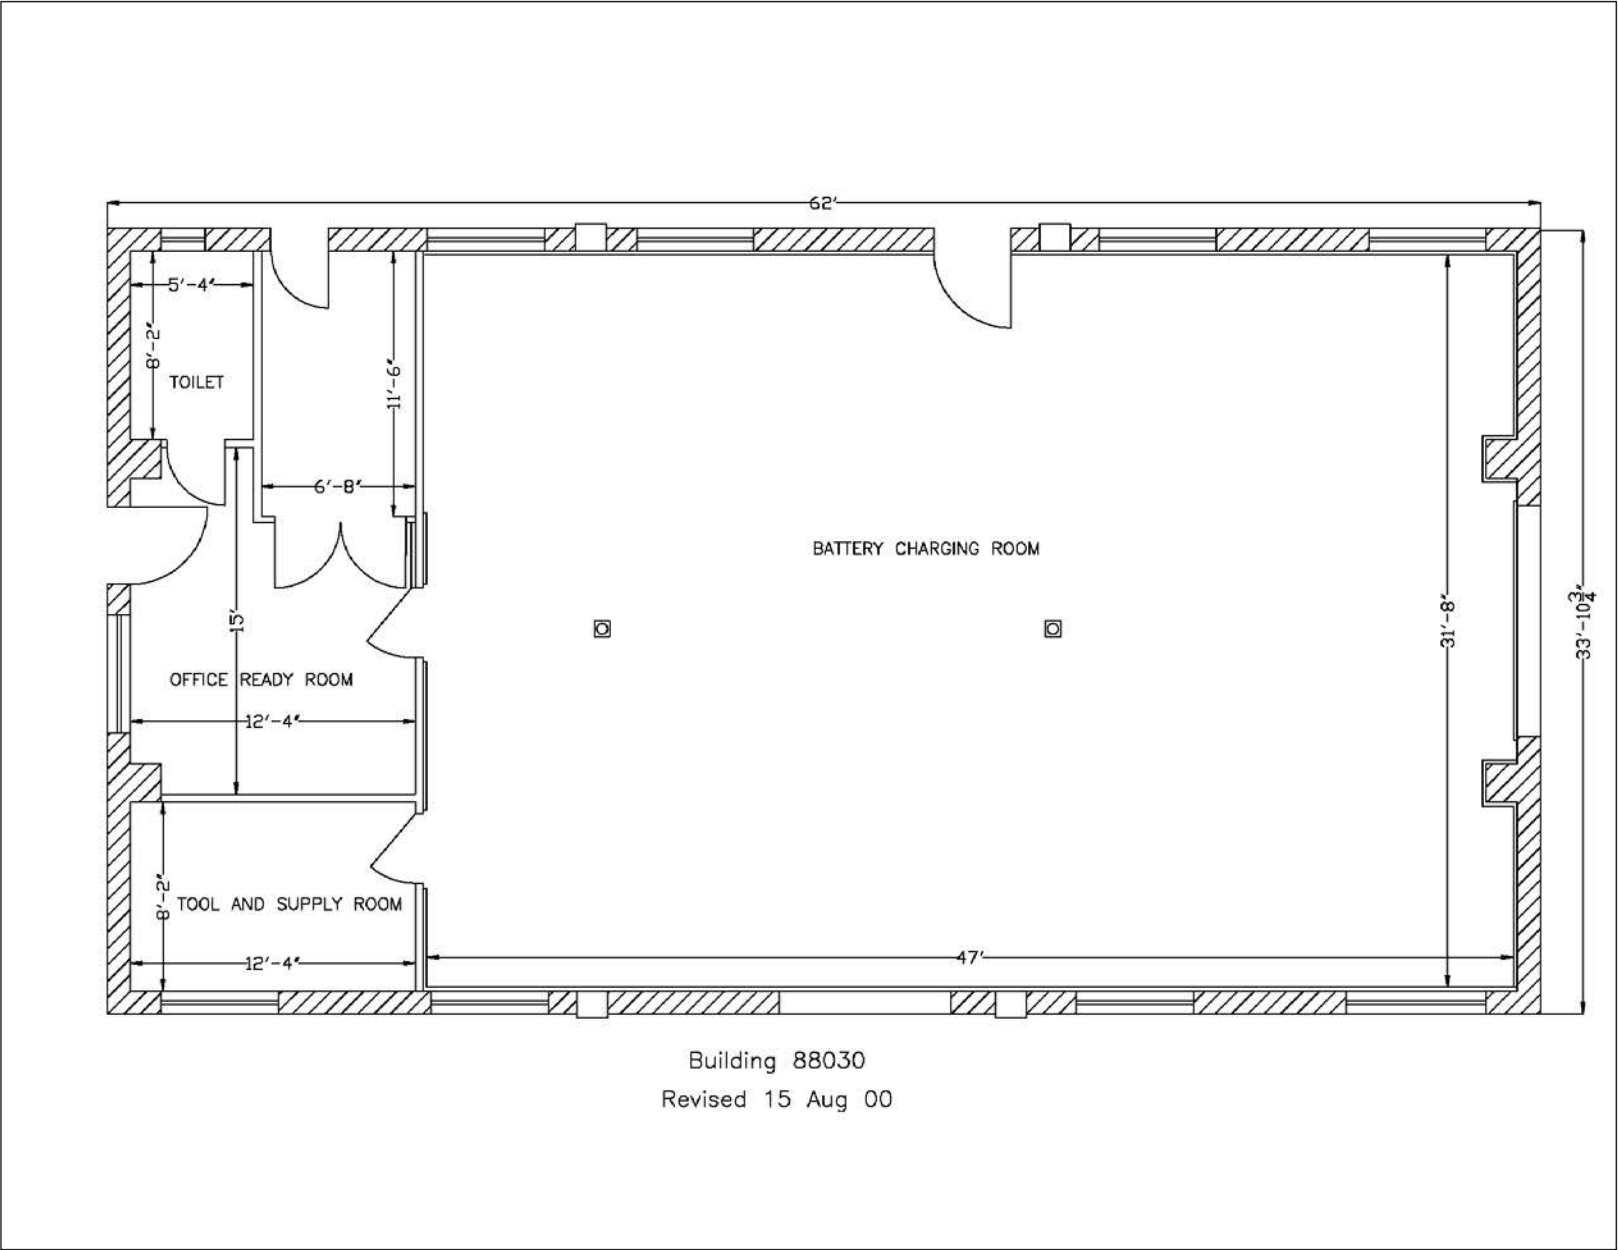 62'
5'-4"
8'-2"
TOILET
11'-6"
6'-8"
BATTERY CHARGING ROOM
15'
31'-8"
33'-10 3/4"
OFFICE READY ROOM
12'-4"
8'-2"
TOOL AND SUPPLY ROOM
12'-4"
47'
Building 88030
Revised 15 Aug 00